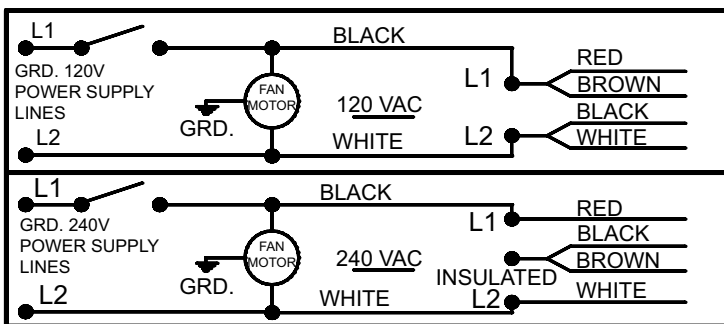 L1
BLACK
GRD. 120V
POWER SUPPLY
LINES
FAN
MOTOR
GRD.
120 VAC
L1
RED
BROWN
L2
BLACK
WHITE
L2
WHITE
L1
BLACK
GRD. 240V
POWER SUPPLY
LINES
FAN
MOTOR
GRD.
240 VAC
L1
RED
BLACK
BROWN
INSULATED
L2
WHITE
L2
WHITE